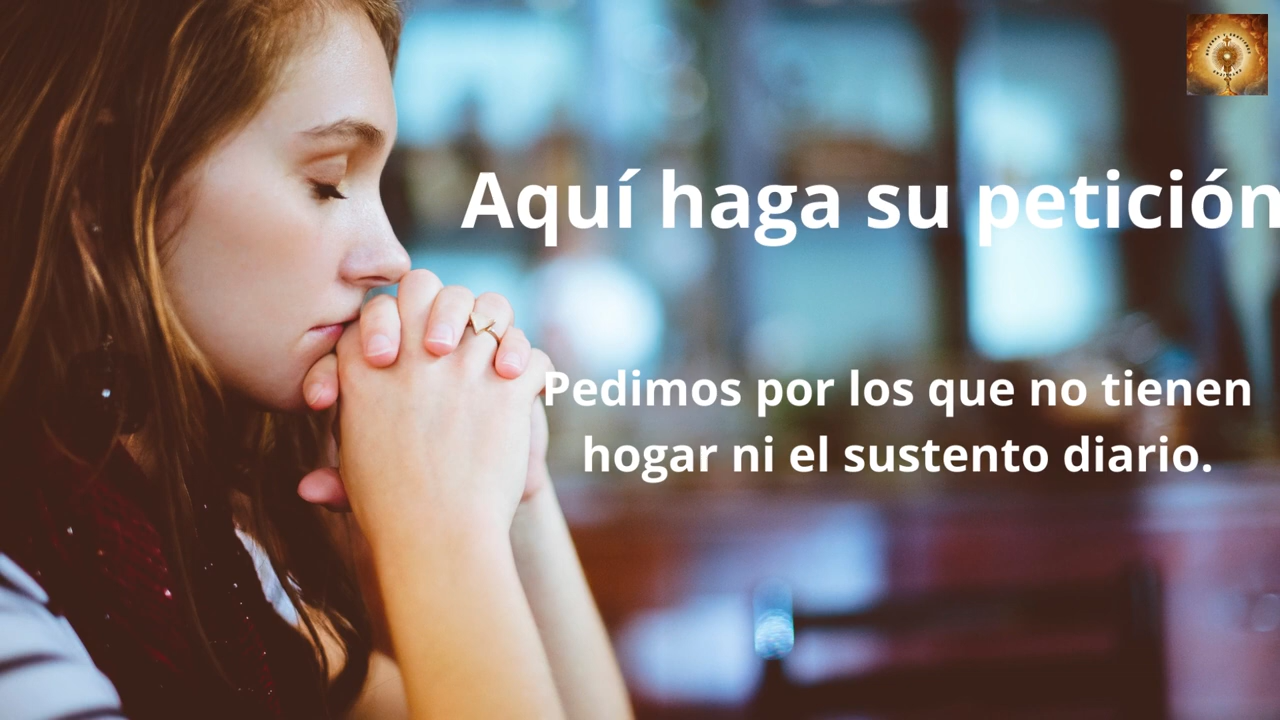 Aquí haga su petición
Pedimos por los que no tienen
hogar ni el sustento diario.